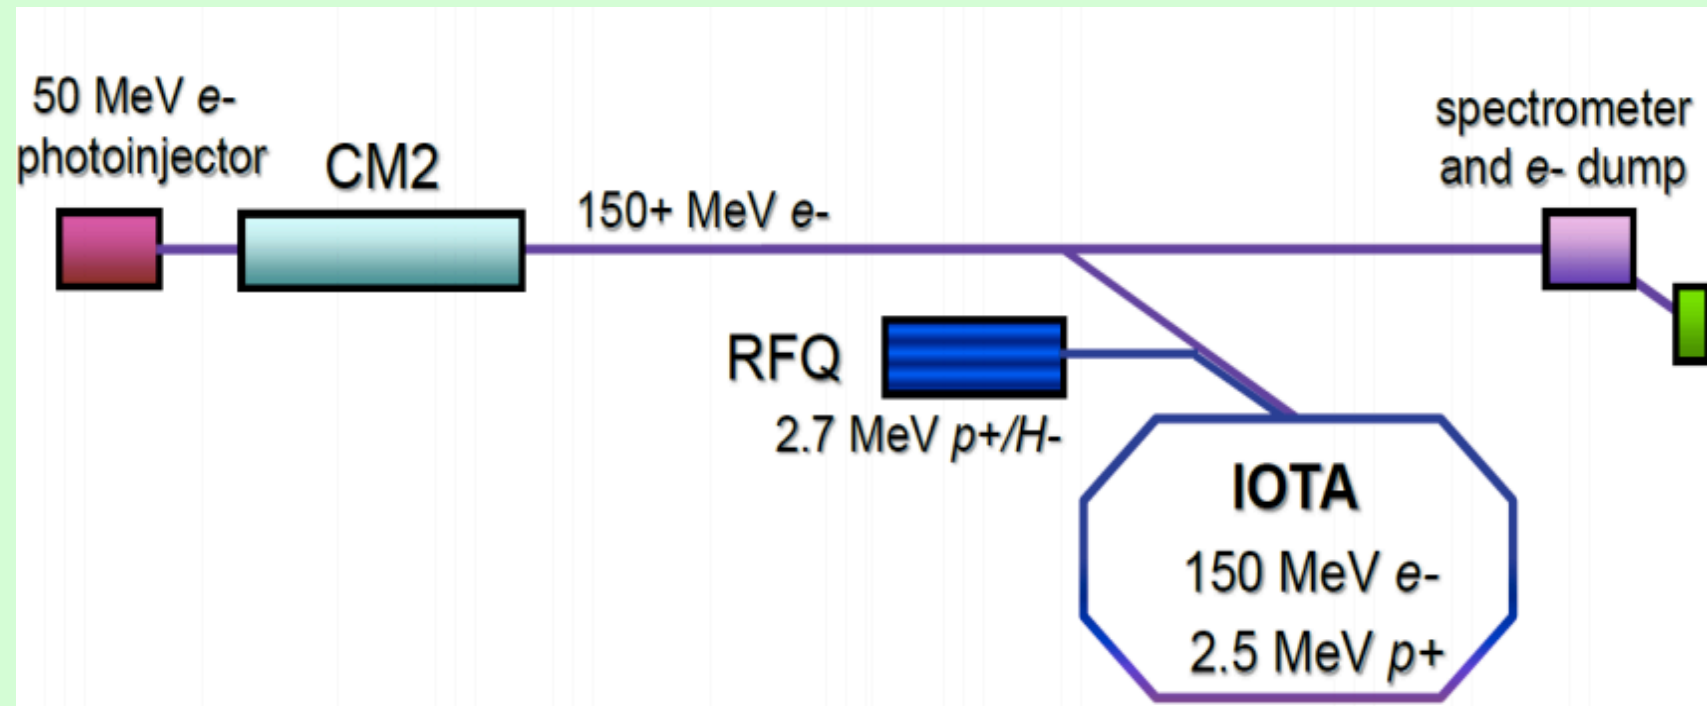 50 MeV e-
photoinjector
CM2
150+ MeV e-
spectrometer
and e- dump
RFQ
2.7 MeV p+/H-
IOTA
150 MeV e-
2.5 MeV p+